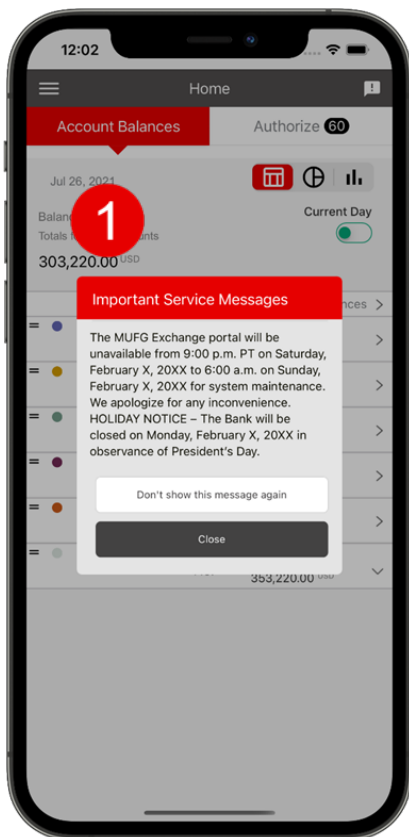 12:02
Home
Account Balances
Authorize 60
Jul 26, 2021
1
Current Day
303,220.00 USD
Important Service Messages
The MUFG Exchange portal will be
unavailable from 9:00 p.m. PT on Saturday,
February X, 20XX to 6:00 a.m. on Sunday,
February X, 20XX for system maintenance.
We apologize for any inconvenience.
HOLIDAY NOTICE – The Bank will be
closed on Monday, February X, 20XX in
observance of President's Day.
Don't show this message again
Close
353,220.00 USD